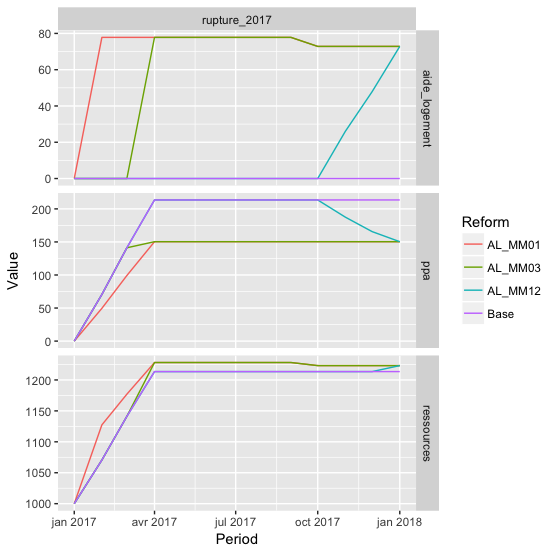 rupture_2017
80
60
40
20
0
aide_logement
200
150
100
50
0
ppa
1200
1150
1100
1050
1000
ressources
jan 2017 avr 2017 jul 2017 oct 2017 jan 2018
Period
Value
Reform
AL_MM01
AL_MM03
AL_MM12
Base